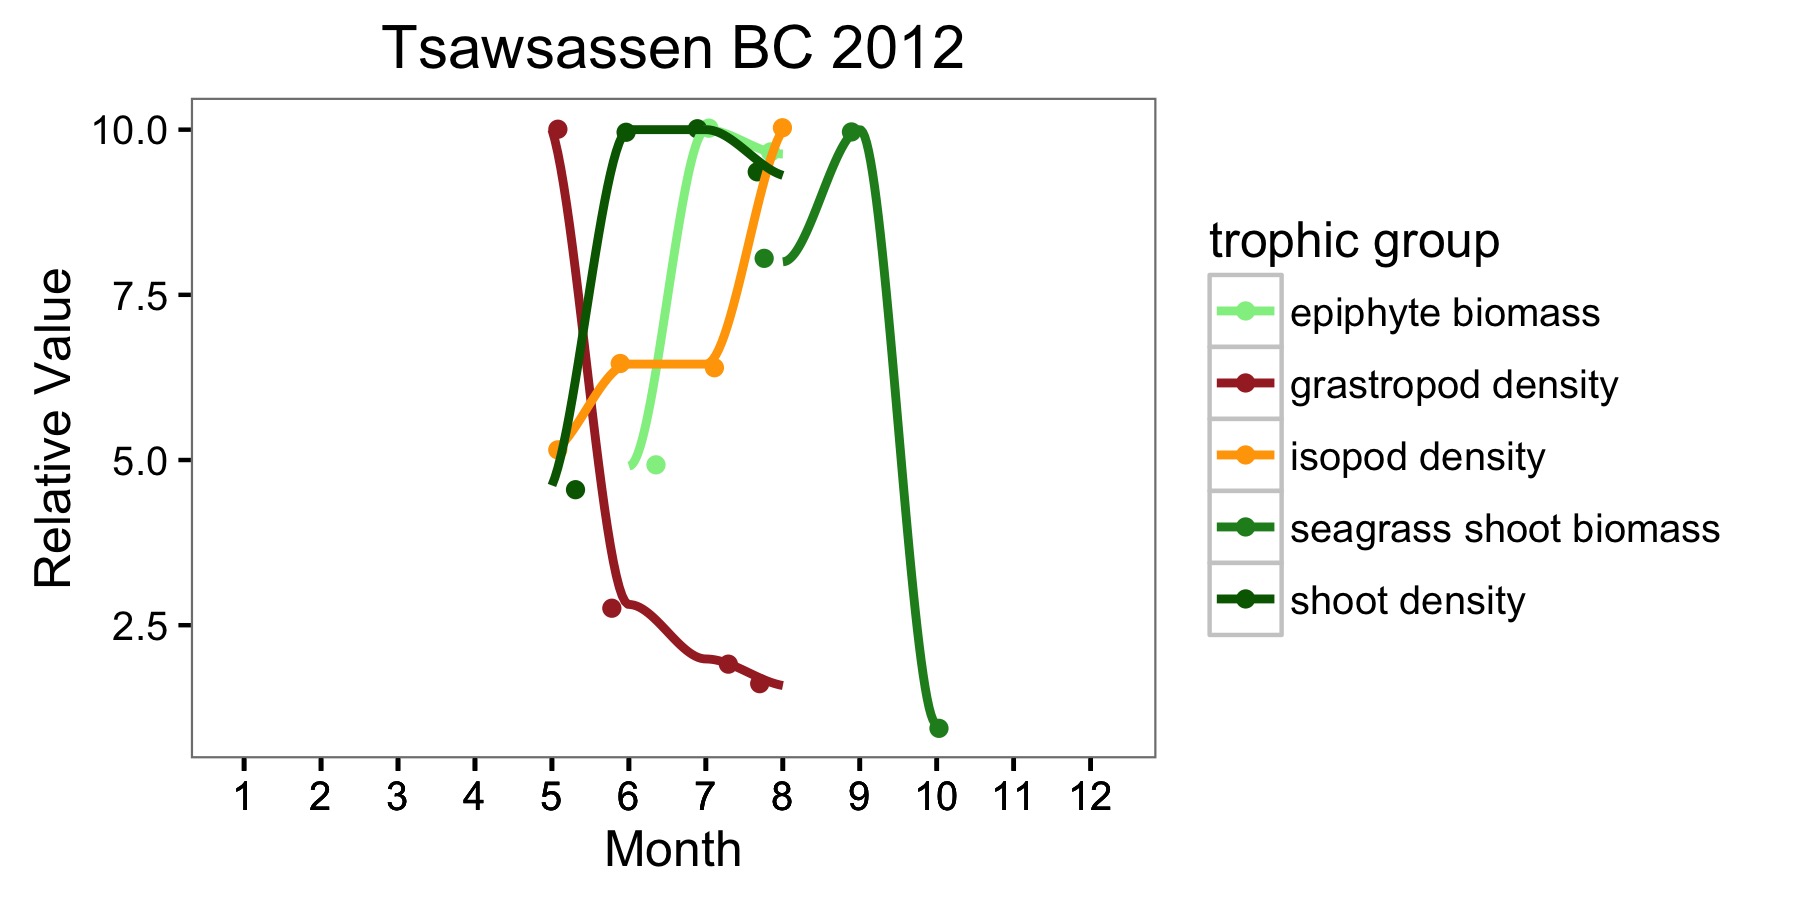 Tsawsassen BC 2012
10.0
7.5
5.0
2.5
Relative Value
1 2 3 4 5 6 7 8 9 10 11 12
Month
trophic group
epiphyte biomass
grastropod density
isopod density
seagrass shoot biomass
shoot density